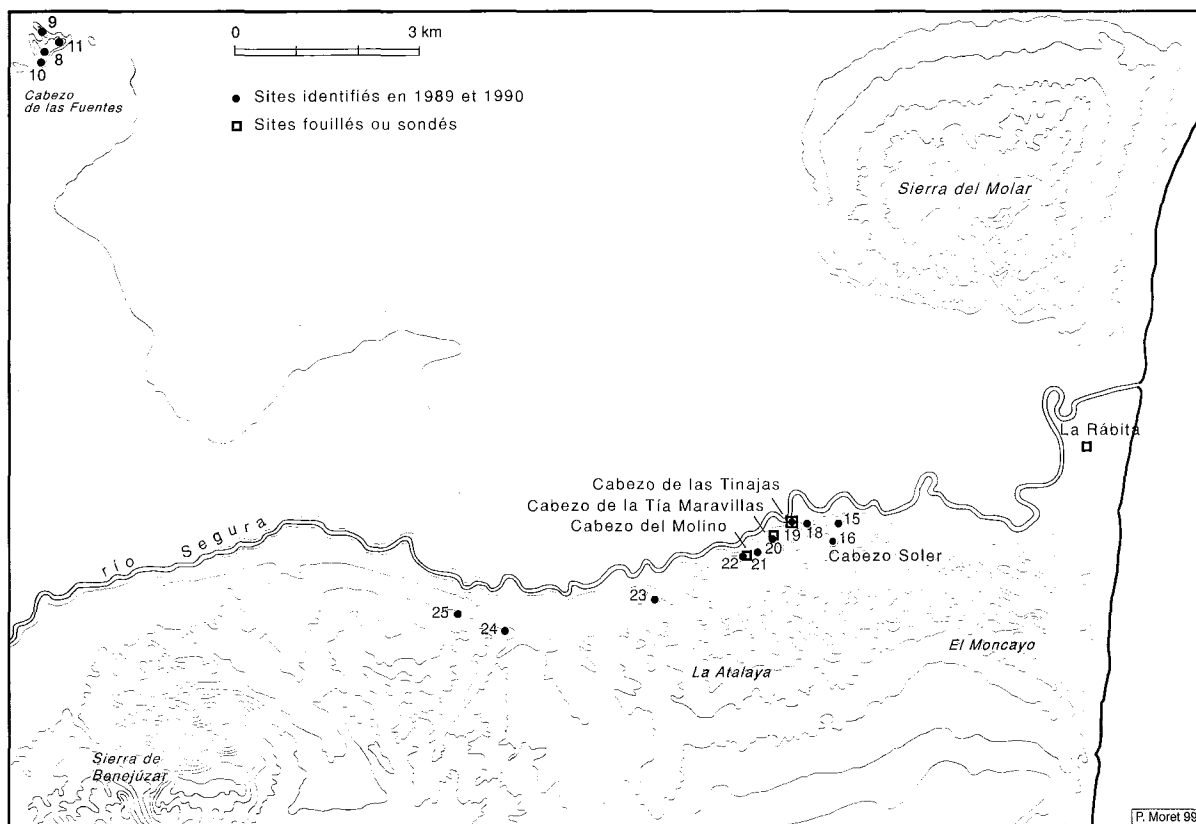 9
11
8
10
Cabezo
de las Fuentes
0 3 km
Sites identifiés en 1989 et 1990
Sites fouillés ou sondés
Sierra del Molar
La Rábita
Cabezo de las Tinajas
Cabezo de la Tía Maravillas
Cabezo del Molino
15
19
18
16
20
Cabezo Soler
22
21
río Segura
23
25
24
El Moncayo
La Atalaya
Sierra de
Benejúzar
P. Moret 99